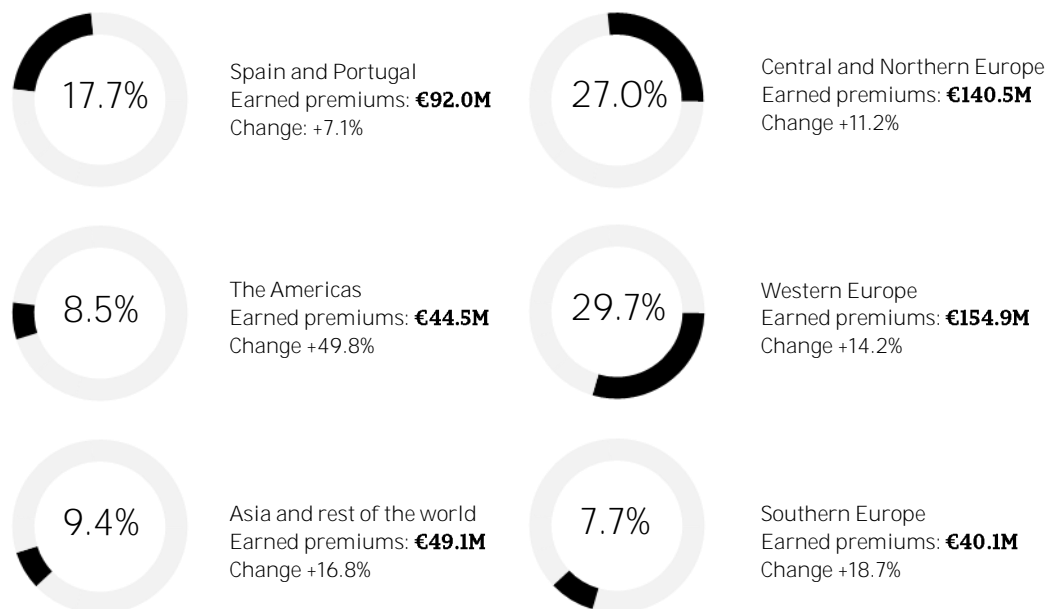 17.7%
Spain and Portugal
Earned premiums: €92.0M
Change: +7.1%
27.0%
Central and Northern Europe
Earned premiums: €140.5M
Change +11.2%
8.5%
The Americas
Earned premiums: €44.5M
Change +49.8%
29.7%
Western Europe
Earned premiums: €154.9M
Change +14.2%
9.4%
Asia and rest of the world
Earned premiums: €49.1M
Change +16.8%
7.7%
Southern Europe
Earned premiums: €40.1M
Change +18.7%